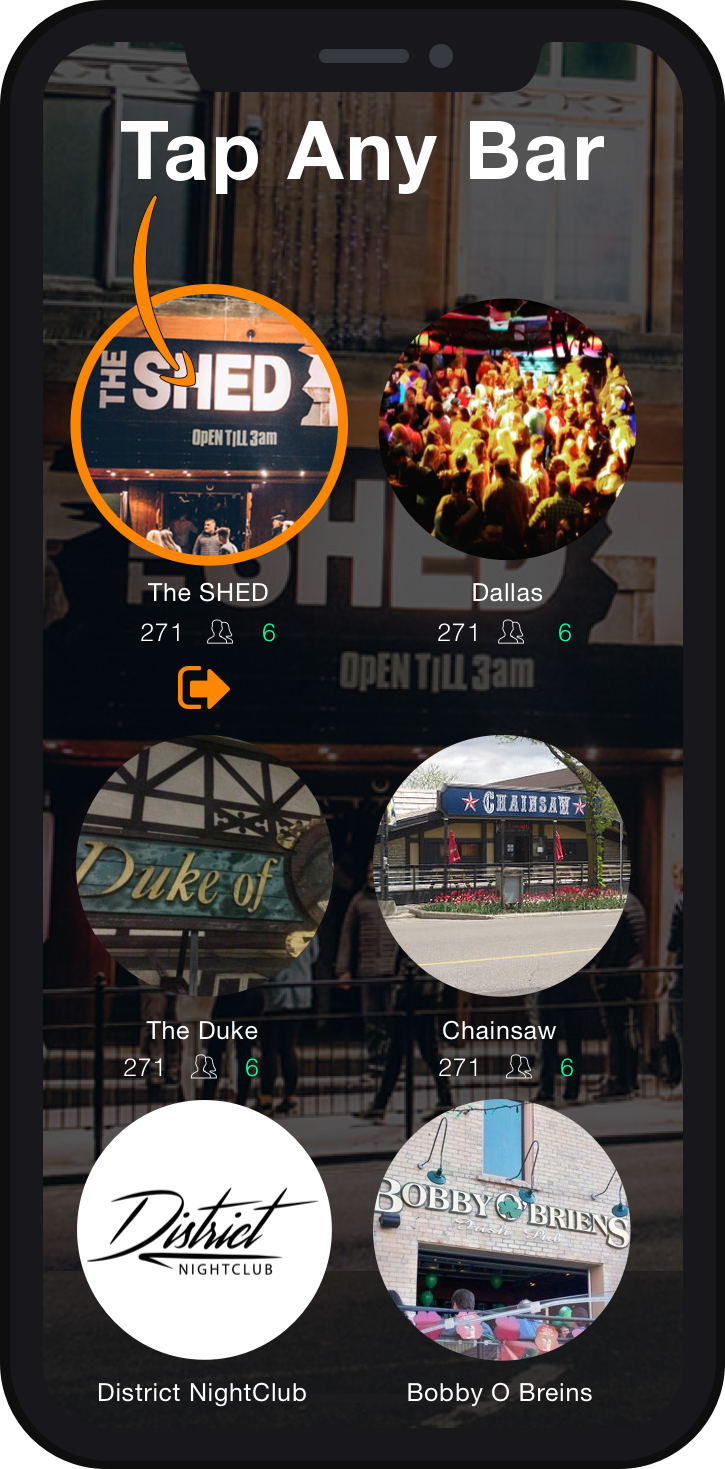 Tap Any Bar
THE SHED
OpEN TiLL 3am
CHAINSAW
SHED
OpEN TiLL 3am
The SHED
Dallas
271 6
271 6
Duke of
The Duke
Chainsaw
271 6
271 6
District
NIGHTCLUB
BOBBY O'BRIENS
Irish Pub
District NightClub
Bobby O Breins